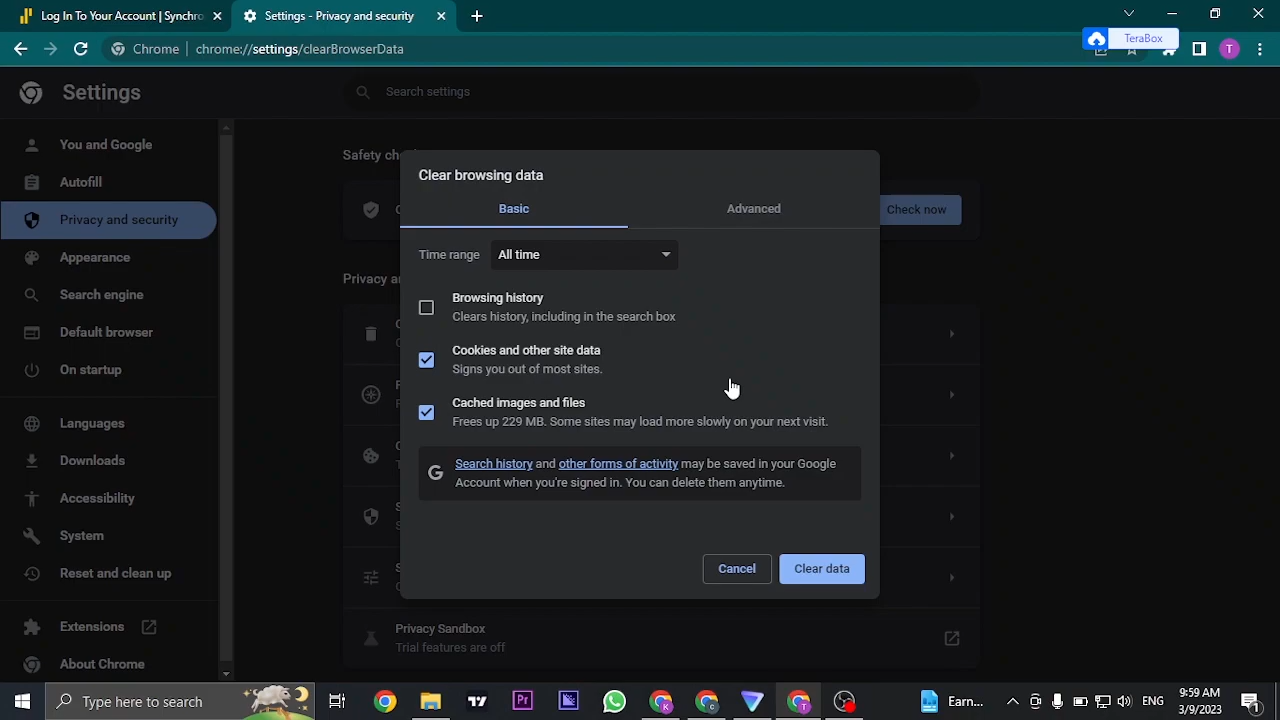 Log In To Your Account | Synchro
Settings - Privacy and security
Chrome
chrome://settings/clearBrowserData
TeraBox
T
Settings
Search settings
You and Google
Autofill
Privacy and security
Appearance
Search engine
Default browser
On startup
Languages
Downloads
Accessibility
System
Reset and clean up
Extensions
About Chrome
Safety
Check now
Clear browsing data
Basic
Advanced
Time range
All time
Browsing history
Clears history, including in the search box
Cookies and other site data
Signs you out of most sites.
Cached images and files
Frees up 229 MB. Some sites may load more slowly on your next visit.
Search history and other forms of activity may be saved in your Google
Account when you're signed in. You can delete them anytime.
Cancel
Clear data
Privacy Sandbox
Trial features are off
Type here to search
Pr
Earn...
ENG
9:59 AM
3/9/2023